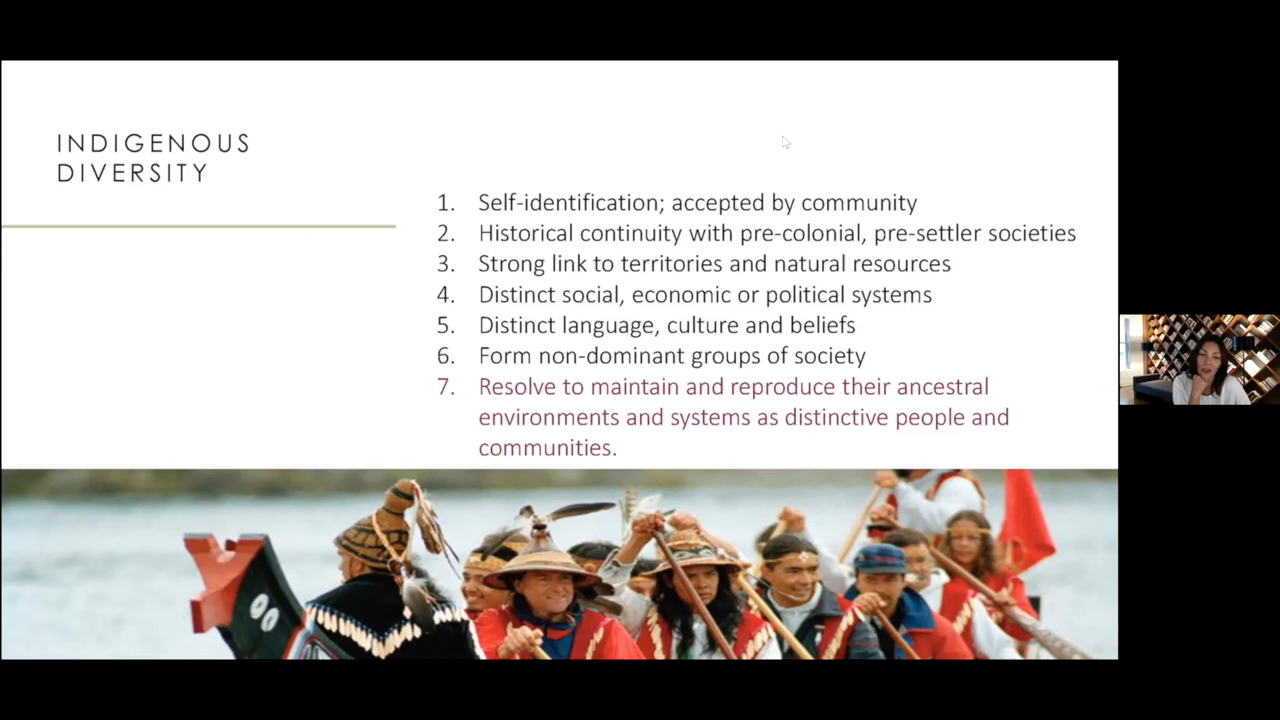 INDIGENOUS
DIVERSITY
1. Self-identification; accepted by community
2. Historical continuity with pre-colonial, pre-settler societies
3. Strong link to territories and natural resources
4. Distinct social, economic or political systems
5. Distinct language, culture and beliefs
6. Form non-dominant groups of society
7. Resolve to maintain and reproduce their ancestral
environments and systems as distinctive people and
communities.